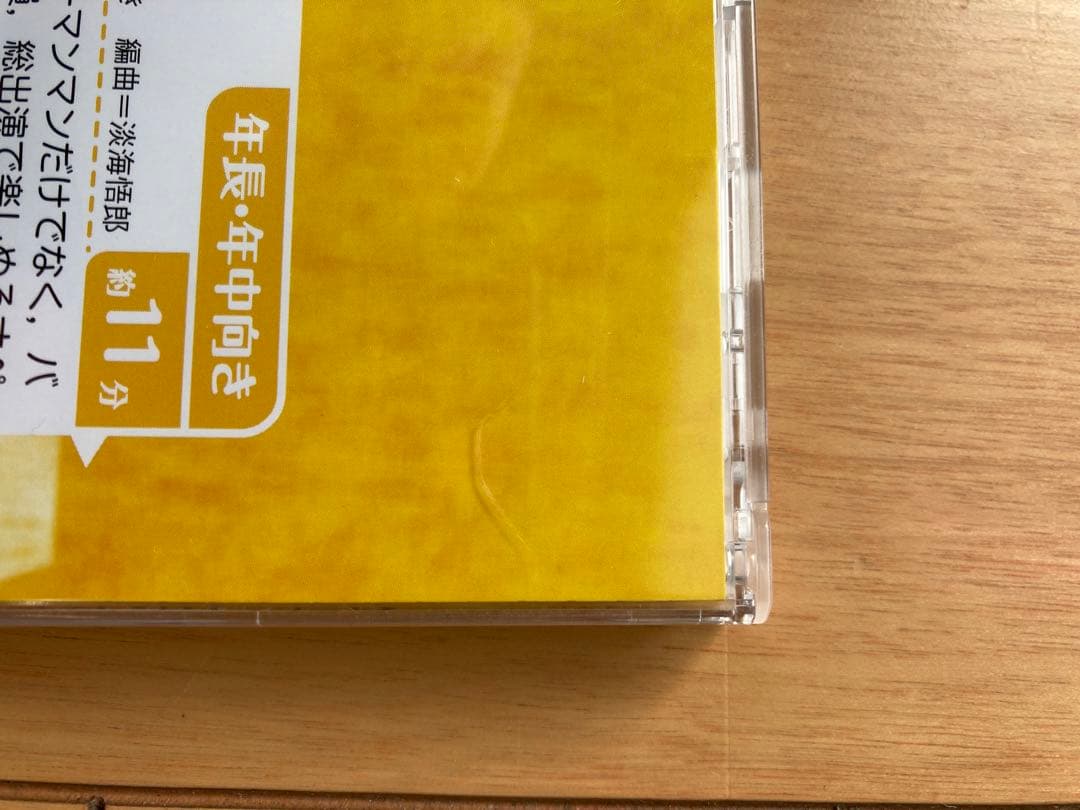 年長・年中向き
編曲＝淡海悟郎
約11分
ーマンマンだけでなく，バ
総出演で楽しめる